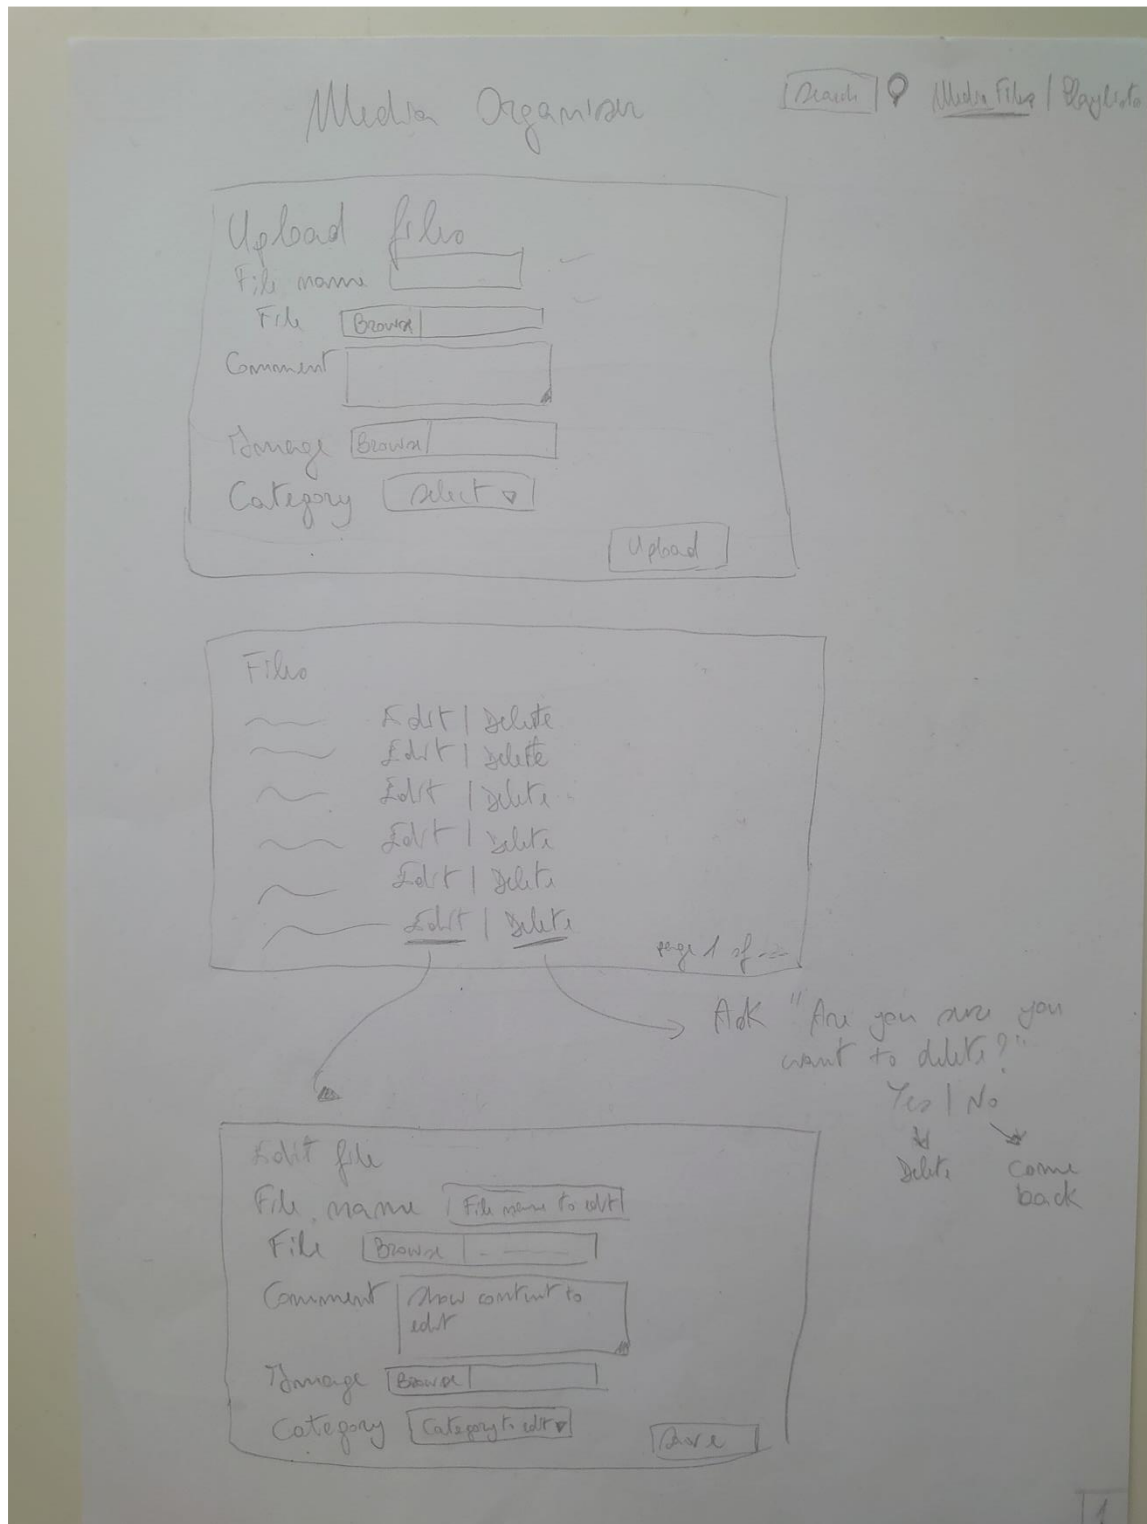 Media Organiser
Search Media Files | Playlists
Upload files
File name
File Browse
Comment
Image Browse
Category Select
Upload
Files
Edit | Delete
Edit | Delete
Edit | Delete
Edit | Delete
Edit | Delete
Edit | Delete
page 1 of ---
Ask "Are you sure you
want to delete?"
Yes | No
Delete
Come
back
Edit file
File name File name to edit
File Browse
Comment Show content to
edit
Image Browse
Category Category to edit
Save
1